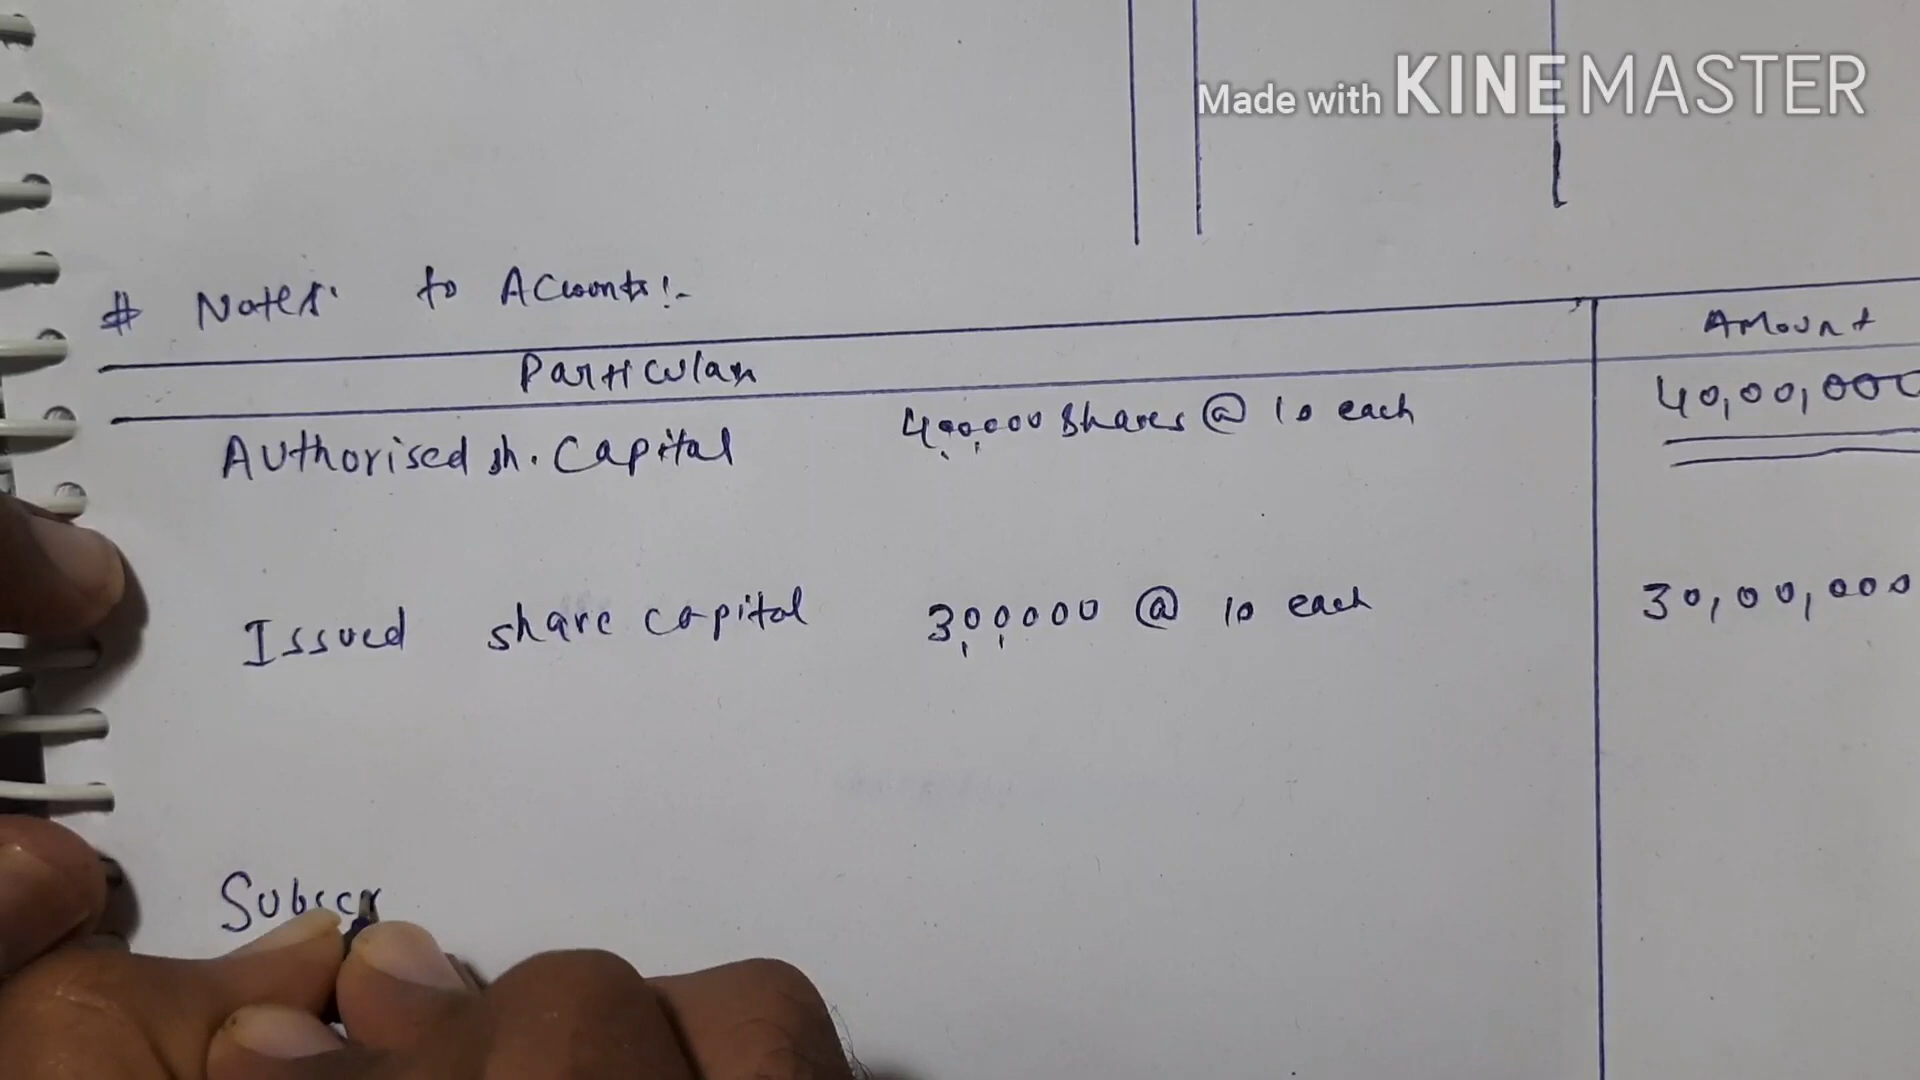 Made with KINEMASTER
# Notes to Accounts:-
Particulars
Amount
Authorised sh. Capital 4,00,000 Shares @ 10 each 40,00,000
Issued share capital 3,00,000 @ 10 each 30,00,000
Subscr